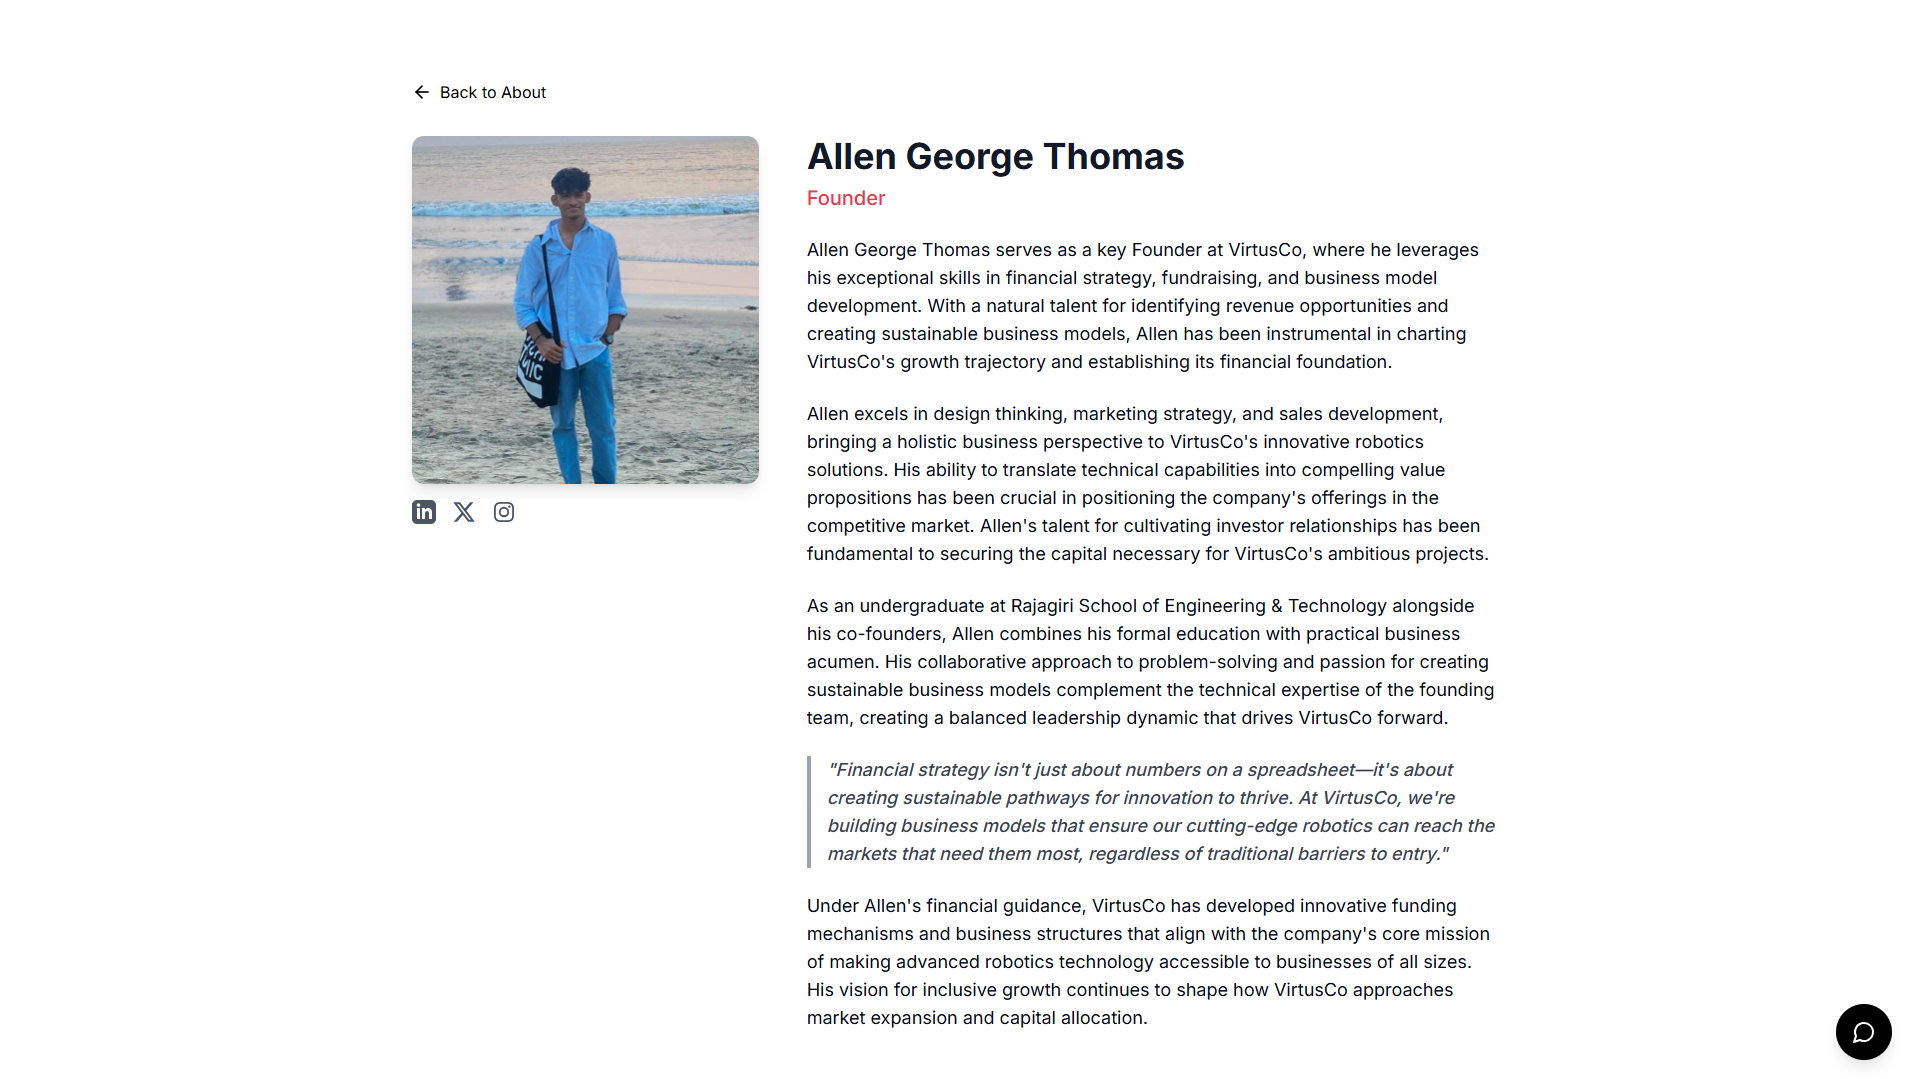 Back to About
Allen George Thomas
Founder
Allen George Thomas serves as a key Founder at VirtusCo, where he leverages
his exceptional skills in financial strategy, fundraising, and business model
development. With a natural talent for identifying revenue opportunities and
creating sustainable business models, Allen has been instrumental in charting
VirtusCo's growth trajectory and establishing its financial foundation.
Allen excels in design thinking, marketing strategy, and sales development,
bringing a holistic business perspective to VirtusCo's innovative robotics
solutions. His ability to translate technical capabilities into compelling value
propositions has been crucial in positioning the company's offerings in the
competitive market. Allen's talent for cultivating investor relationships has been
fundamental to securing the capital necessary for VirtusCo's ambitious projects.
As an undergraduate at Rajagiri School of Engineering & Technology alongside
his co-founders, Allen combines his formal education with practical business
acumen. His collaborative approach to problem-solving and passion for creating
sustainable business models complement the technical expertise of the founding
team, creating a balanced leadership dynamic that drives VirtusCo forward.
"Financial strategy isn't just about numbers on a spreadsheet—it's about
creating sustainable pathways for innovation to thrive. At VirtusCo, we're
building business models that ensure our cutting-edge robotics can reach the
markets that need them most, regardless of traditional barriers to entry."
Under Allen's financial guidance, VirtusCo has developed innovative funding
mechanisms and business structures that align with the company's core mission
of making advanced robotics technology accessible to businesses of all sizes.
His vision for inclusive growth continues to shape how VirtusCo approaches
market expansion and capital allocation.